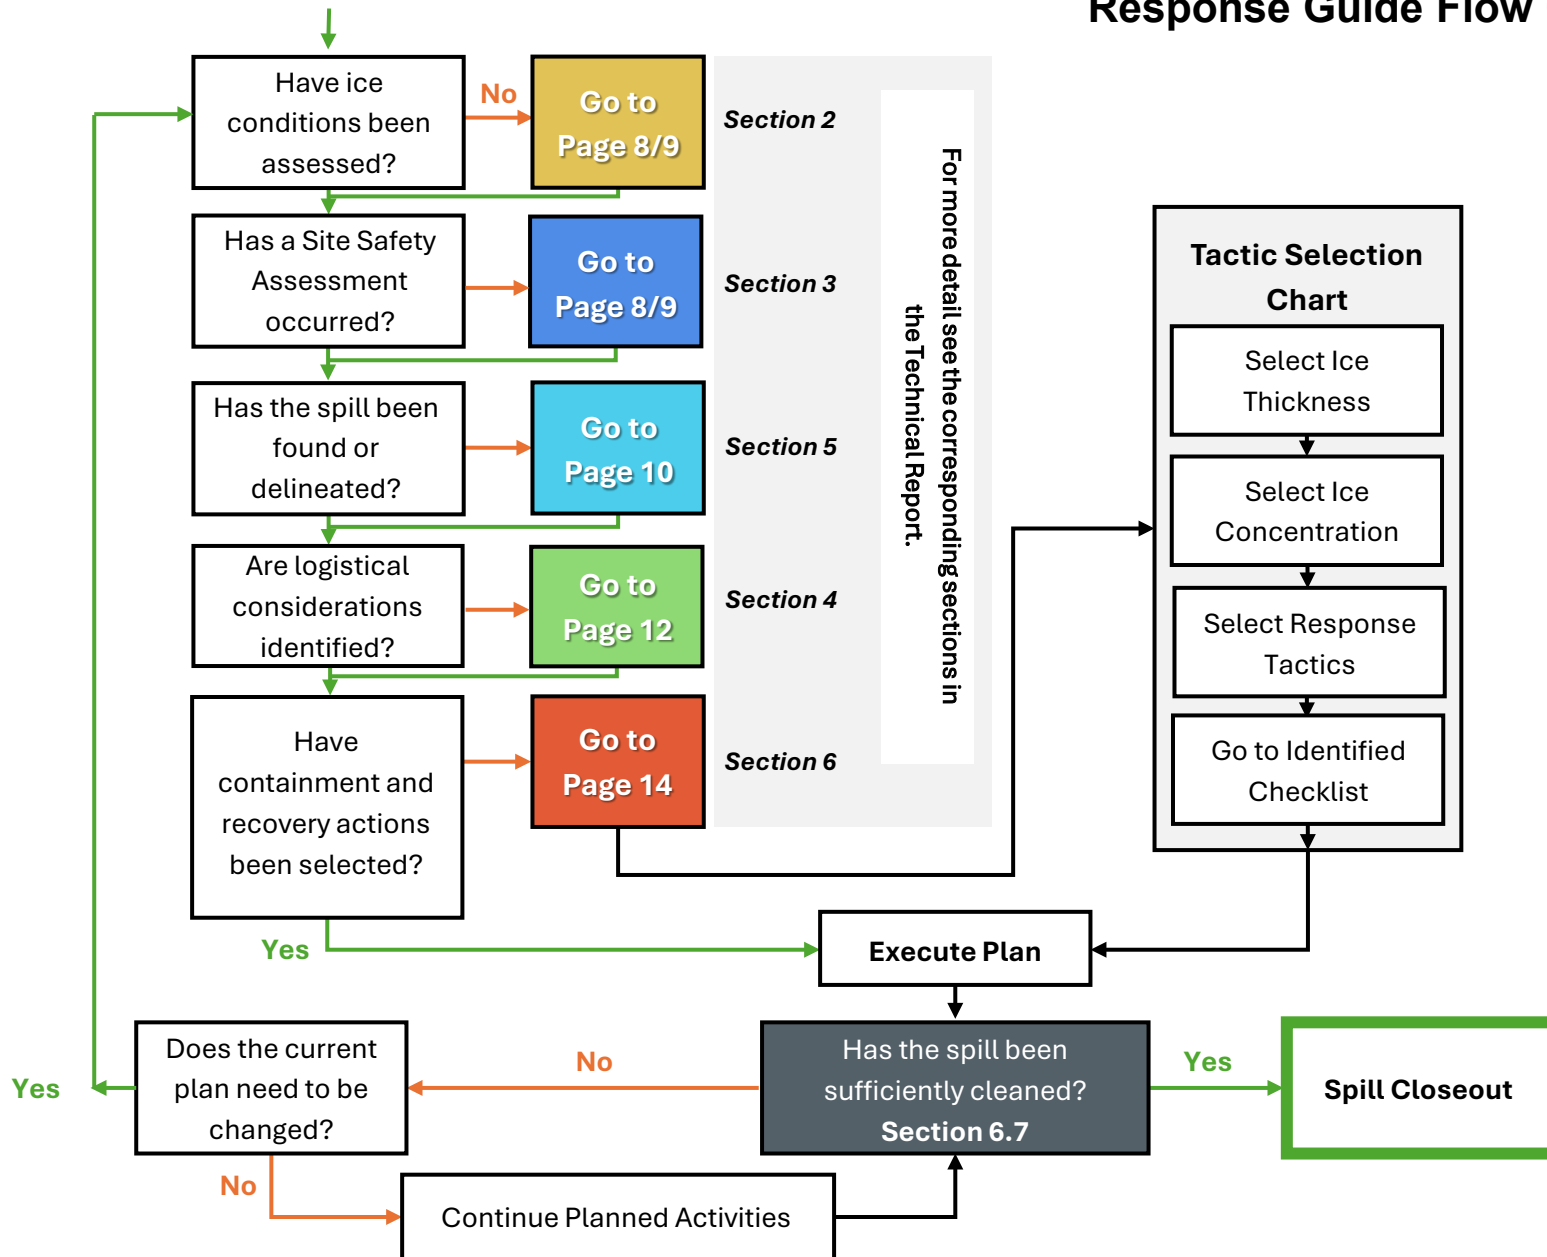 Response Guide Flow
Have ice
conditions been
assessed?
No
Go to
Page 8/9
Section 2
Has a Site Safety
Assessment
occurred?
Go to
Page 8/9
Section 3
Has the spill been
found or
delineated?
Go to
Page 10
Section 5
Are logistical
considerations
identified?
Go to
Page 12
Section 4
Have
containment and
recovery actions
been selected?
Go to
Page 14
Section 6
For more detail see the corresponding sections in
the Technical Report.
Tactic Selection
Chart
Select Ice
Thickness
Select Ice
Concentration
Select Response
Tactics
Go to Identified
Checklist
Yes
Execute Plan
Has the spill been
sufficiently cleaned?
Section 6.7
Yes
Spill Closeout
No
Does the current
plan need to be
changed?
Yes
No
Continue Planned Activities